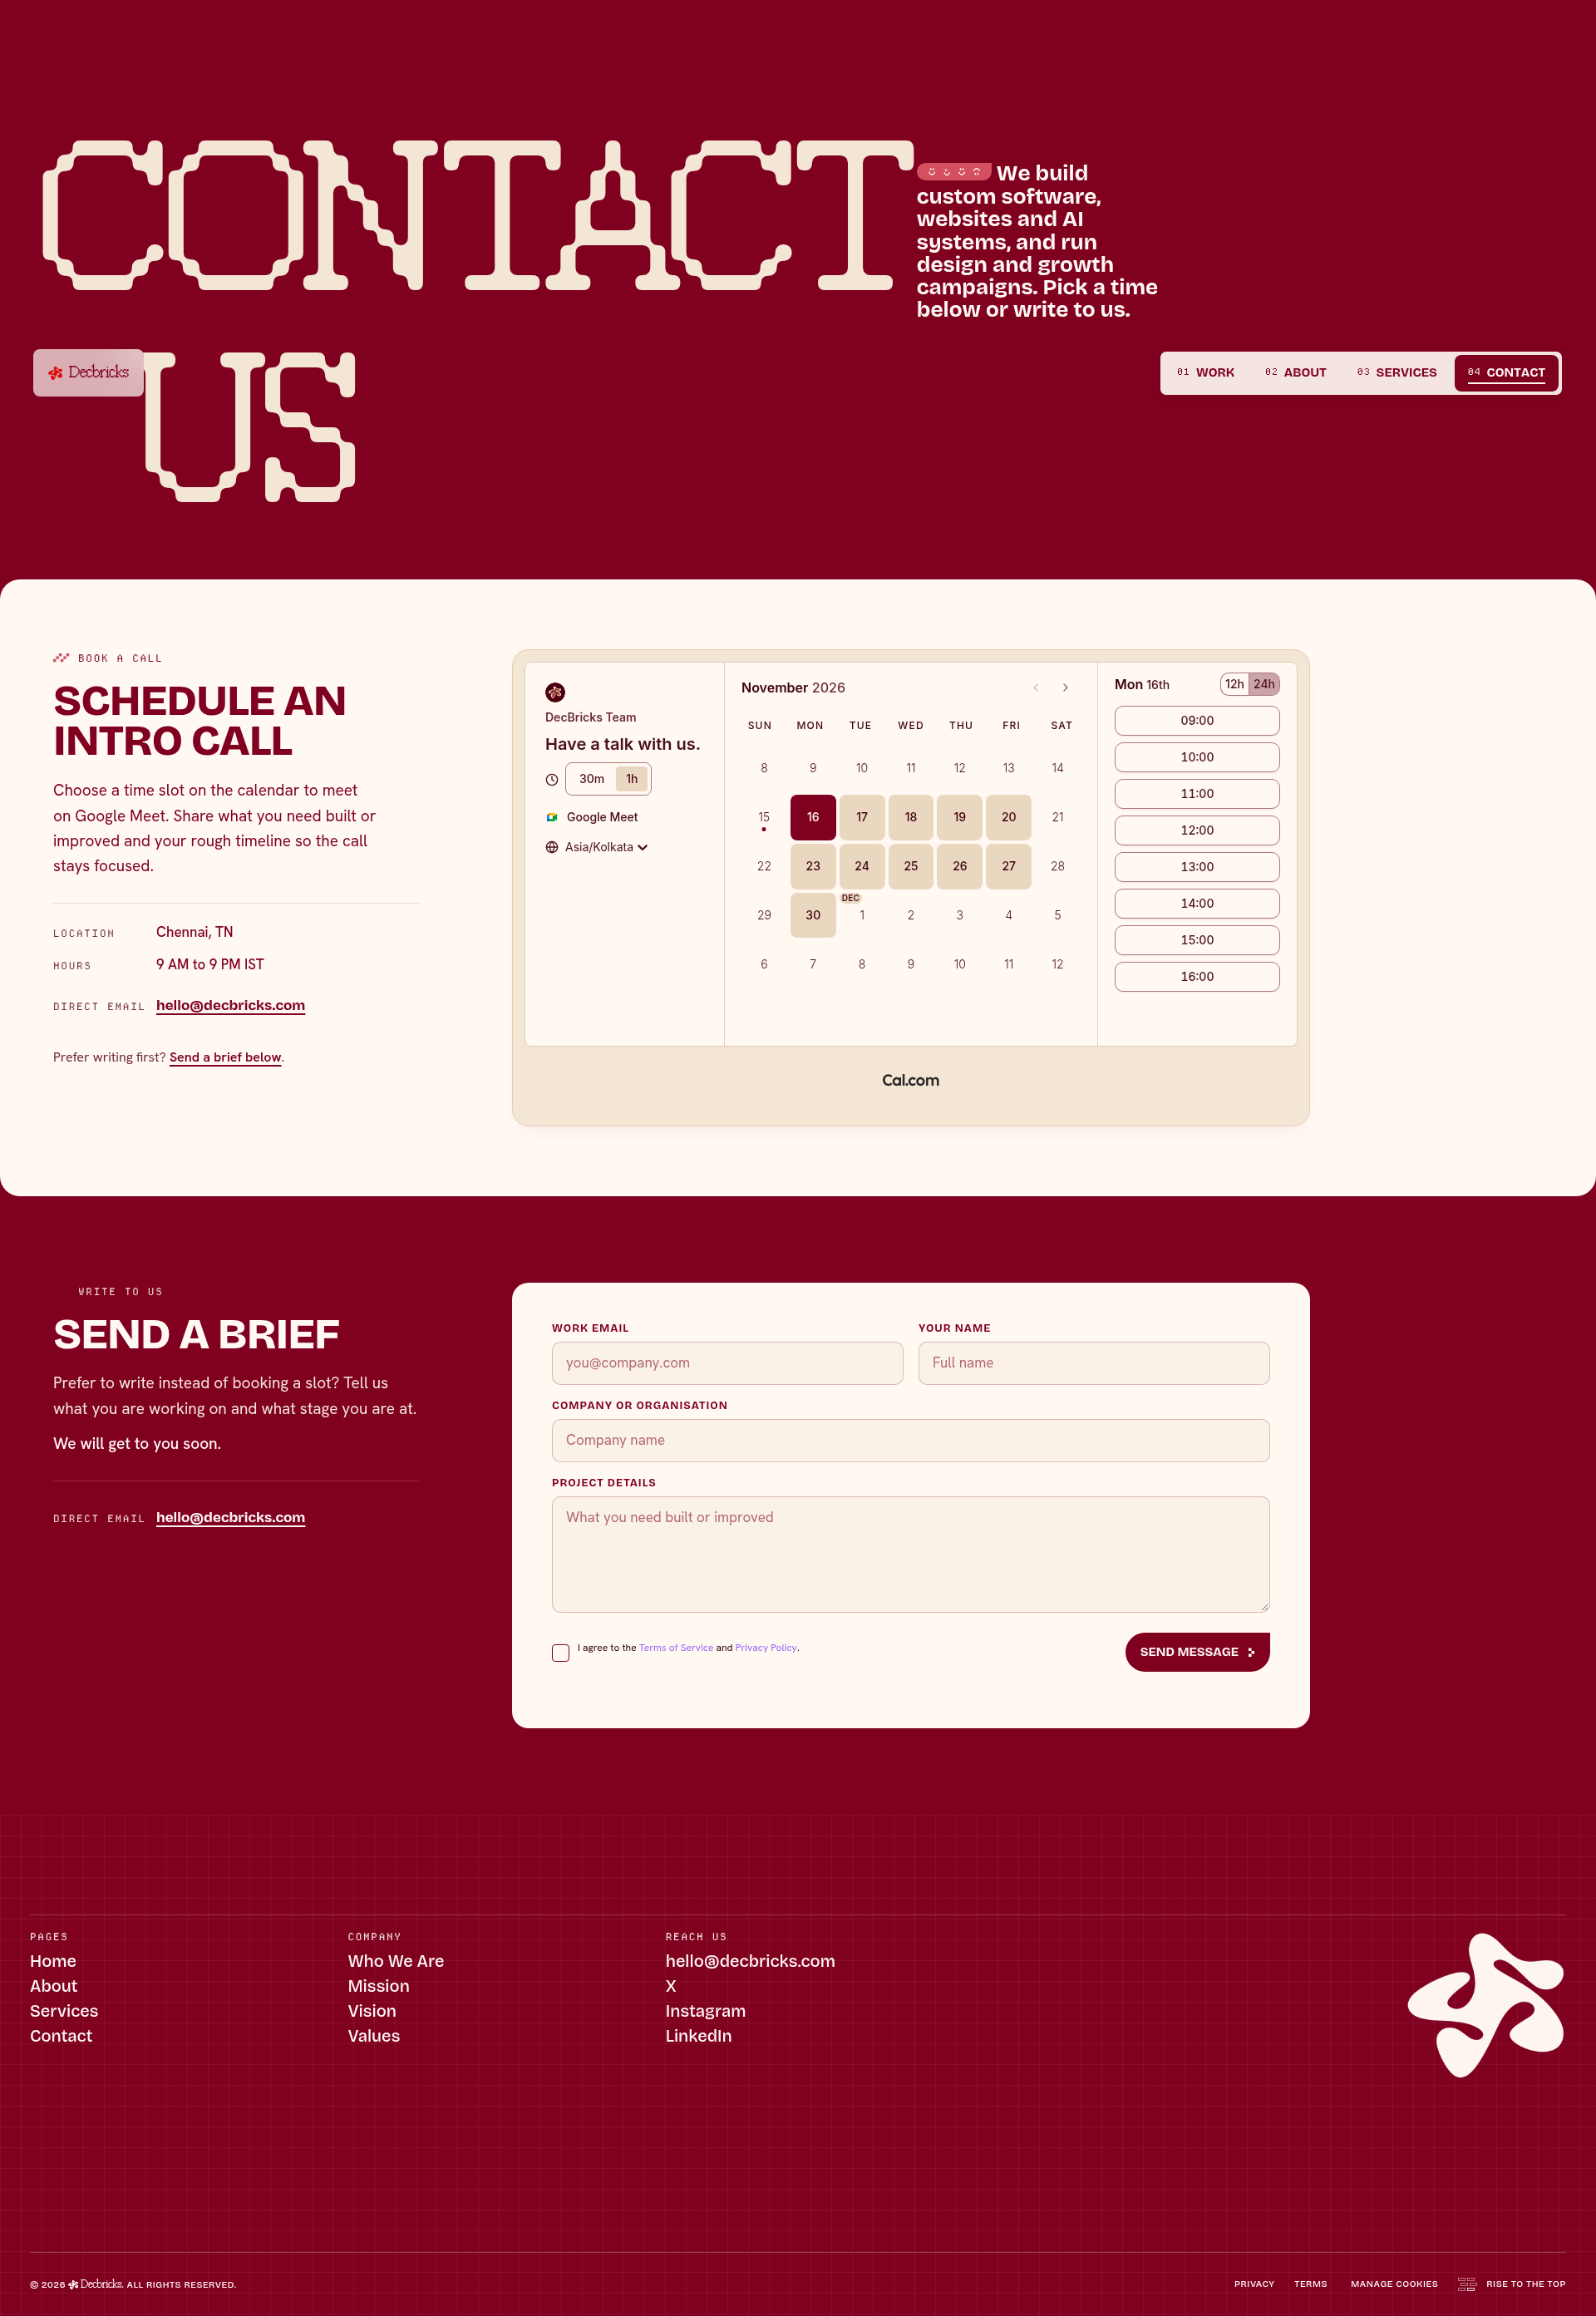 CONTACT
US
We build
custom software,
websites and AI
systems, and run
design and growth
campaigns. Pick a time
below or write to us.
Decbricks
01 WORK 02 ABOUT 03 SERVICES 04 CONTACT
BOOK A CALL
SCHEDULE AN
INTRO CALL
Choose a time slot on the calendar to meet
on Google Meet. Share what you need built or
improved and your rough timeline so the call
stays focused.
LOCATION Chennai, TN
HOURS 9 AM to 9 PM IST
DIRECT EMAIL hello@decbricks.com
Prefer writing first? Send a brief below.
DecBricks Team
Have a talk with us.
30m 1h
Google Meet
Asia/Kolkata
November 2026
SUN MON TUE WED THU FRI SAT
8 9 10 11 12 13 14
15 16 17 18 19 20 21
22 23 24 25 26 27 28
DEC
29 30 1 2 3 4 5
6 7 8 9 10 11 12
Mon 16th 12h 24h
09:00
10:00
11:00
12:00
13:00
14:00
15:00
16:00
Cal.com
WRITE TO US
SEND A BRIEF
Prefer to write instead of booking a slot? Tell us
what you are working on and what stage you are at.
We will get to you soon.
DIRECT EMAIL hello@decbricks.com
WORK EMAIL YOUR NAME
you@company.com Full name
COMPANY OR ORGANISATION
Company name
PROJECT DETAILS
What you need built or improved
I agree to the Terms of Service and Privacy Policy.
SEND MESSAGE
PAGES
Home
About
Services
Contact
COMPANY
Who We Are
Mission
Vision
Values
REACH US
hello@decbricks.com
X
Instagram
LinkedIn
© 2026 Decbricks. ALL RIGHTS RESERVED.
PRIVACY TERMS MANAGE COOKIES RISE TO THE TOP